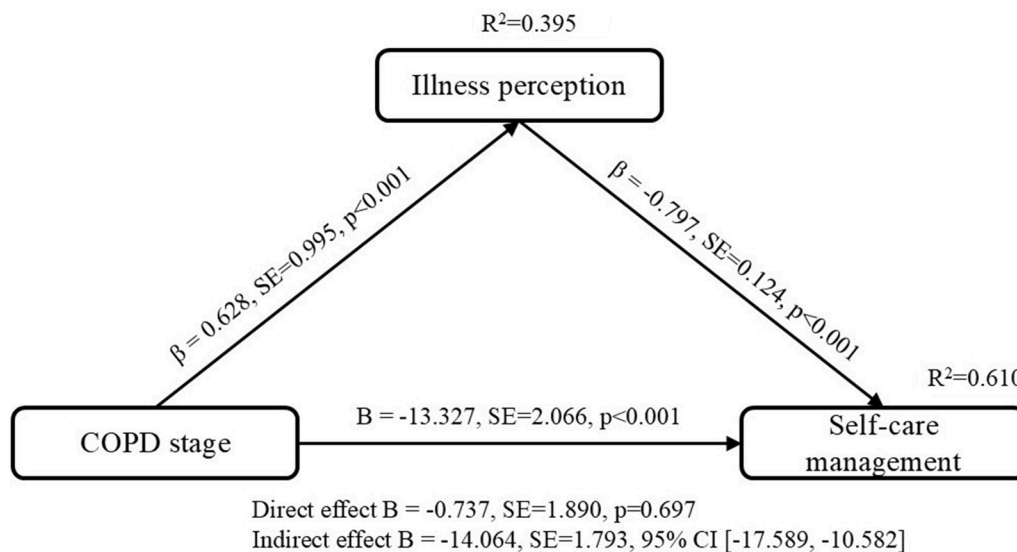 R²=0.395
Illness perception
β = 0.628, SE=0.995, p<0.001
β = -0.797, SE=0.124, p<0.001
R²=0.610
COPD stage
B = -13.327, SE=2.066, p<0.001
Self-care
management
Direct effect B = -0.737, SE=1.890, p=0.697
Indirect effect B = -14.064, SE=1.793, 95% CI [-17.589, -10.582]